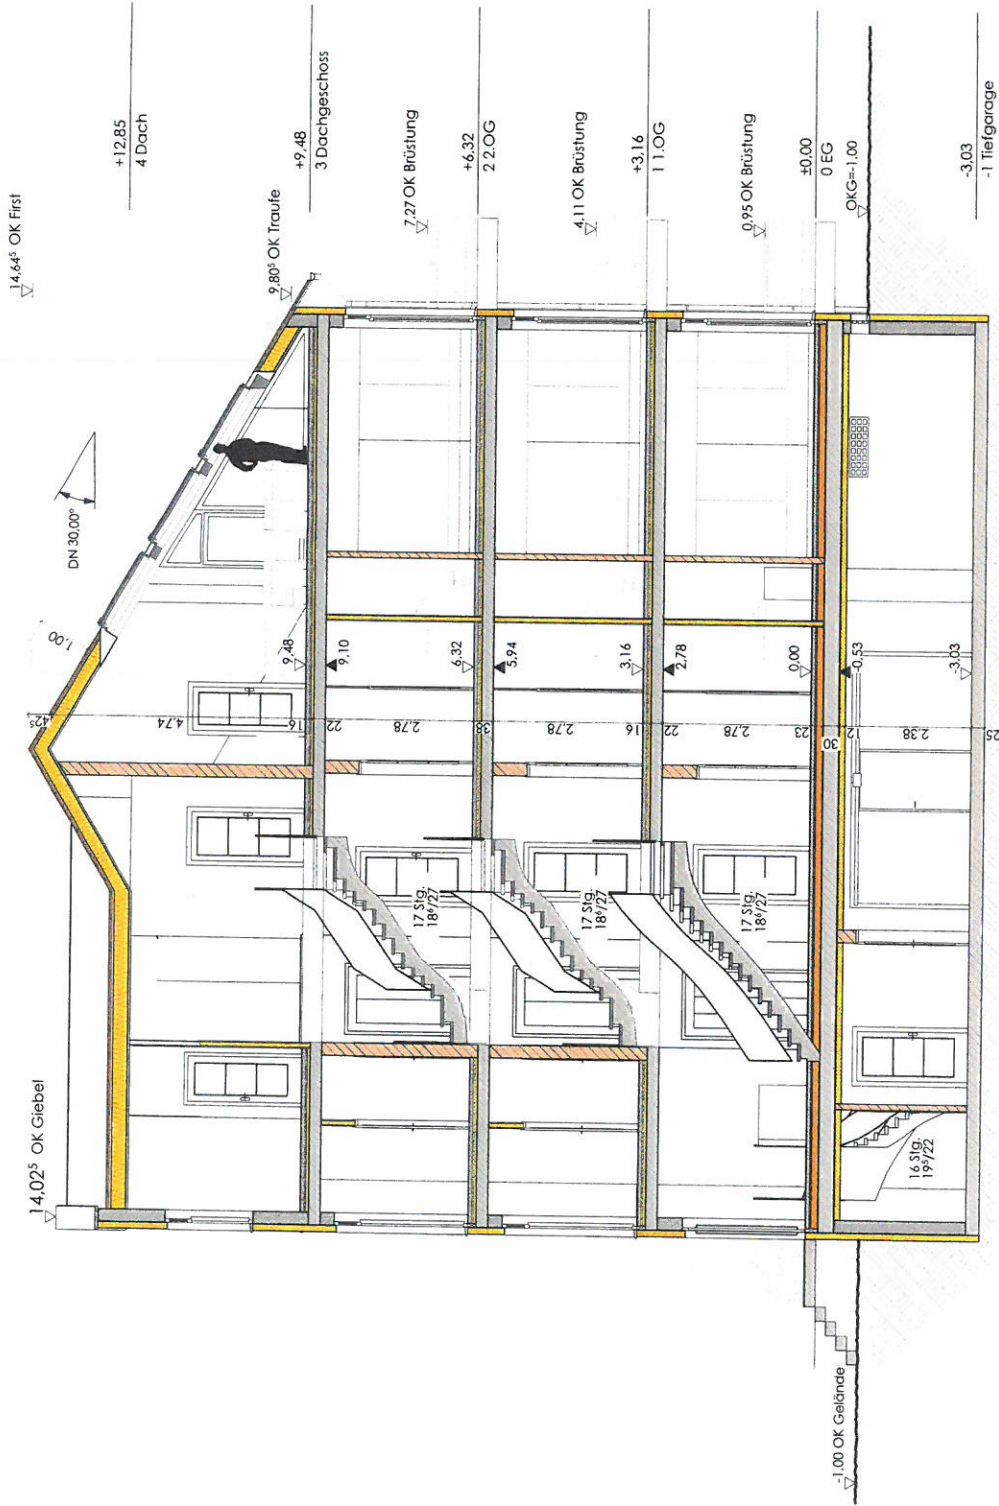 14,64⁵ OK First
+12,85
4 Dach
DN 30,00°
1,00
14,02⁵ OK Giebel
9,80⁵ OK Traufe
+9,48
3 Dachgeschoss
42⁵
4,74
16
9,48
22
9,10
7,27 OK Brüstung
2,78
17 Stg.
18⁶/27
+6,32
2 2.OG
6,32
38
5,94
4,11 OK Brüstung
2,78
17 Stg.
18⁶/27
+3,16
1 1.OG
3,16
16
22
2,78
0,95 OK Brüstung
2,78
17 Stg.
18⁶/27
±0,00
0 EG
0,00
23
30
OKG=-1,00
-1,00 OK Gelände
12
-0,53
2,38
16 Stg.
19⁵/22
-3,03
-3,03
-1 Tiefgarage
25